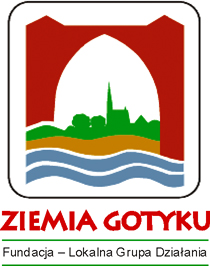 ZIEMIA GOTYKU
Fundacja – Lokalna Grupa Działania